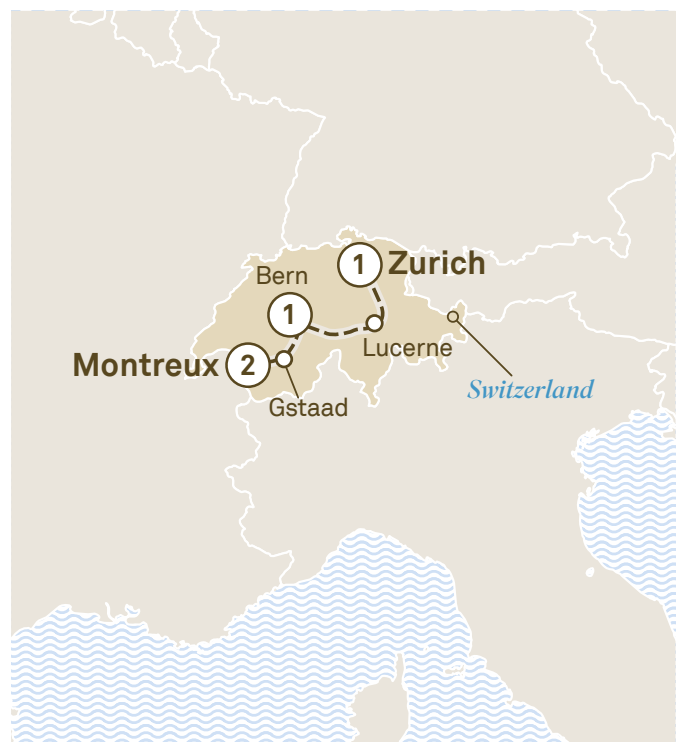 1 Zurich
Bern
1
Lucerne
Montreux 2
Switzerland
Gstaad